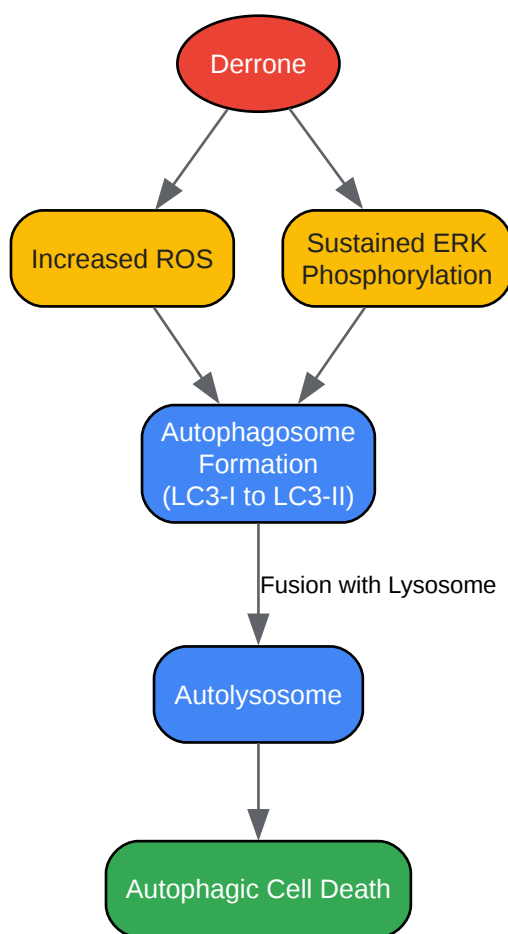 Derrone
Increased ROS
Sustained ERK
Phosphorylation
Autophagosome
Formation
(LC3-I to LC3-II)
Fusion with Lysosome
Autolysosome
Autophagic Cell Death